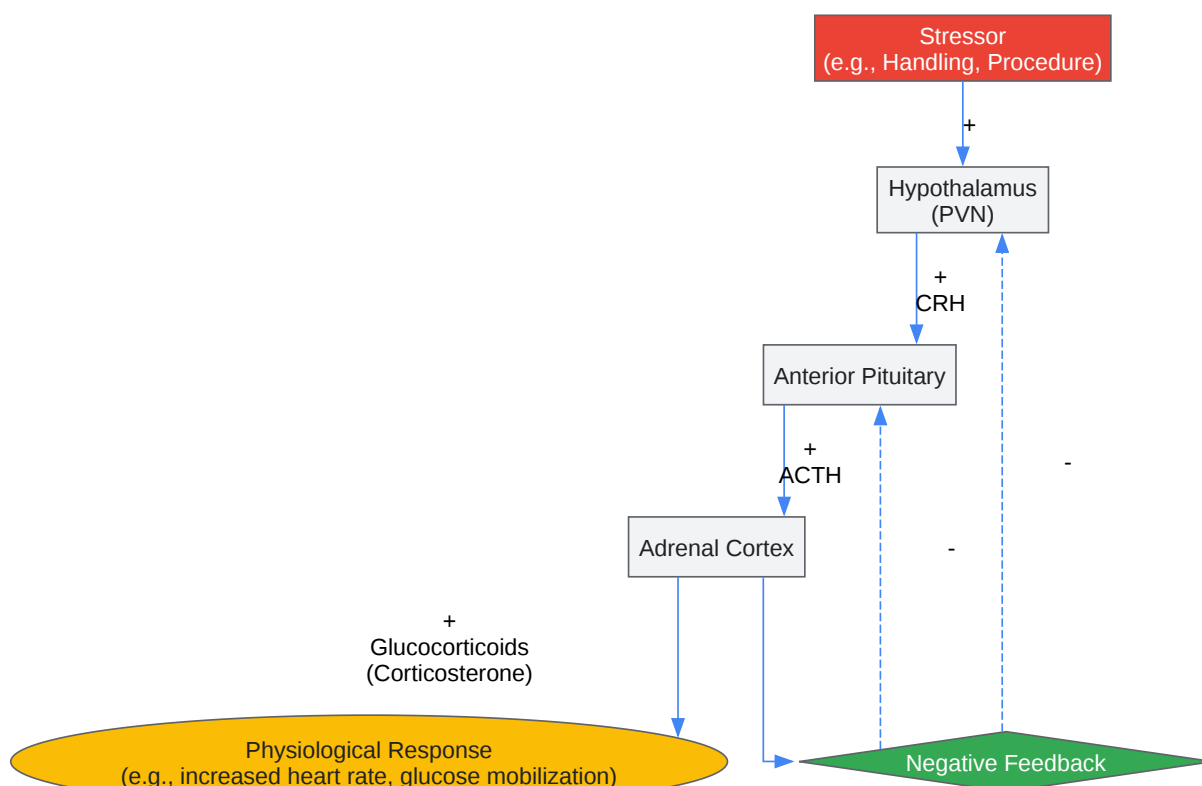 Stressor
(e.g., Handling, Procedure)
+
Hypothalamus
(PVN)
+
CRH
Anterior Pituitary
+
ACTH
-
Adrenal Cortex
-
+
Glucocorticoids
(Corticosterone)
Physiological Response
(e.g., increased heart rate, glucose mobilization)
Negative Feedback